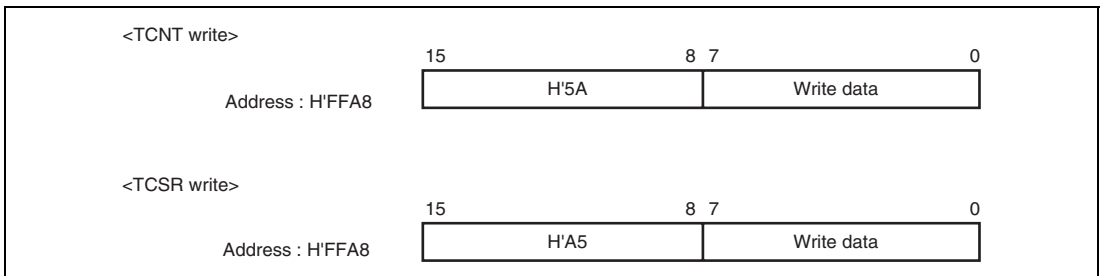 <TCNT write>
15 8 7 0
Address : H'FFA8 H'5A Write data
<TCSR write>
15 8 7 0
Address : H'FFA8 H'A5 Write data